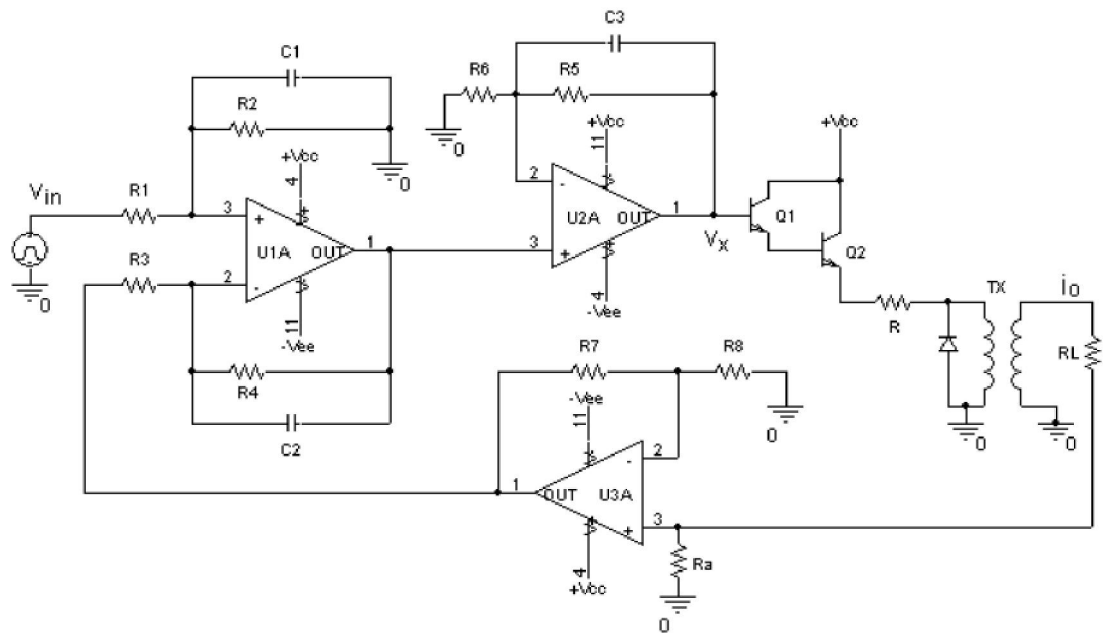 C1
R2
0
+Vcc
4
Vin
R1
3
+
U1A
OUT
1
R3
2
-
0
11
-Vee
R4
C2
C3
R6
R5
0
+Vcc
11
2
-
U2A
OUT
1
3
+
Vx
4
-Vee
+Vcc
Q1
Q2
R
TX
io
RL
0
0
R7
R8
-Vee
11
0
2
-
1
OUT
U3A
+
3
4
+Vcc
Ra
0